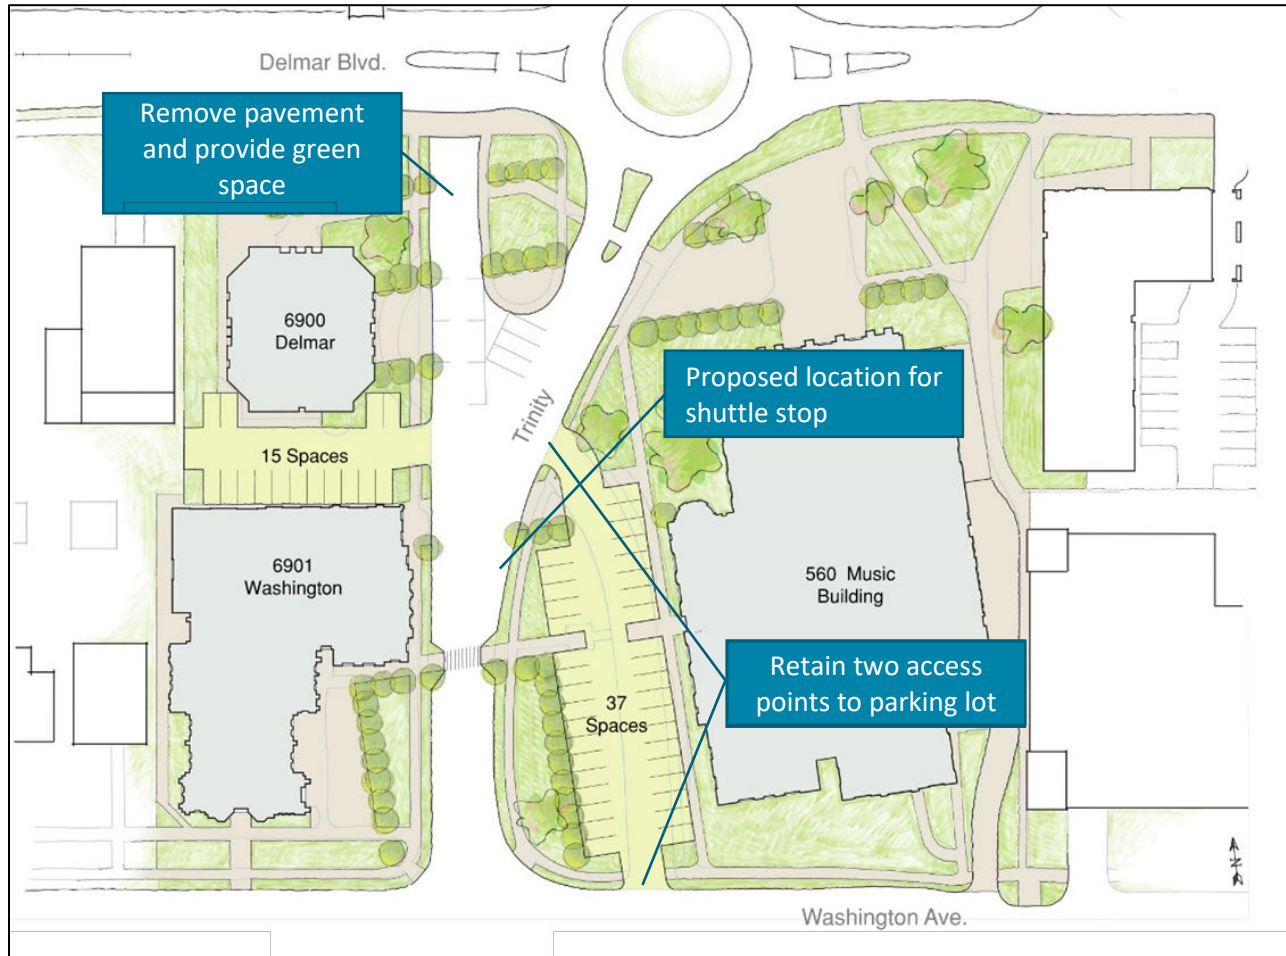 Delmar Blvd.
Remove pavement
and provide green
space
6900
Delmar
Proposed location for
shuttle stop
Trinity
15 Spaces
6901
Washington
560 Music
Building
Retain two access
points to parking lot
37
Spaces
N
Washington Ave.